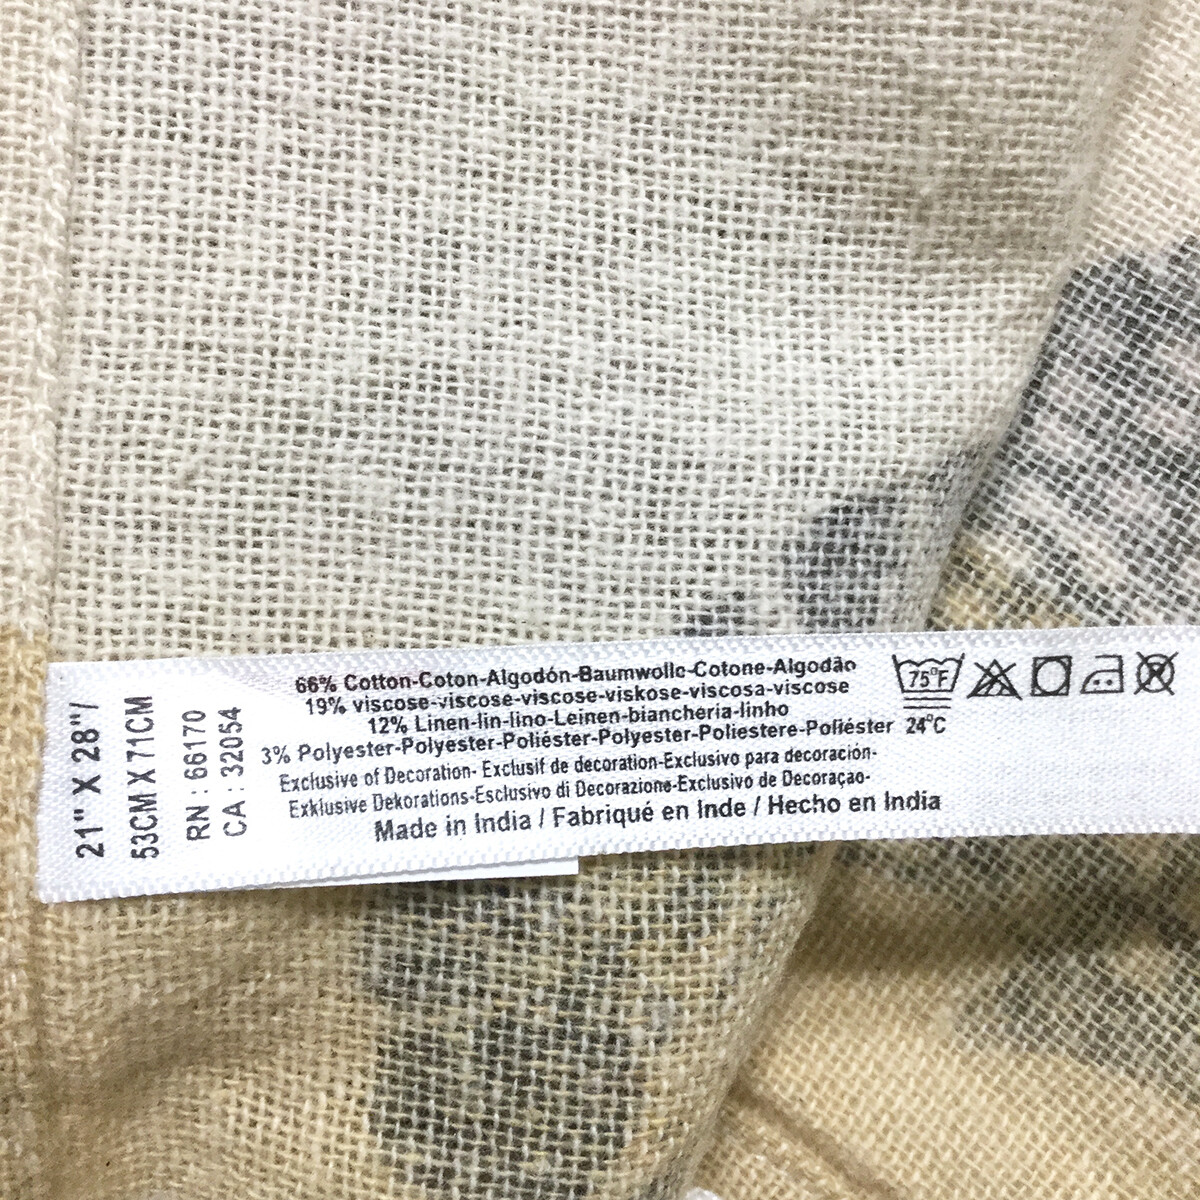 21" X 28"/
53CM X 71CM
RN : 66170
CA : 32054
66% Cotton-Coton-Algodón-Baumwolle-Cotone-Algodão
19% viscose-viscose-viscose-viskose-viscosa-viscose
12% Linen-lin-lino-Leinen-biancheria-linho
3% Polyester-Polyester-Poliéster-Polyester-Poliestere-Poliéster
Exclusive of Decoration- Exclusif de decoration-Exclusivo para decoración-
Exklusive Dekorations-Esclusivo di Decorazione-Exclusivo de Decoraçao-
Made in India / Fabriqué en Inde / Hecho en India
75°F
24°C